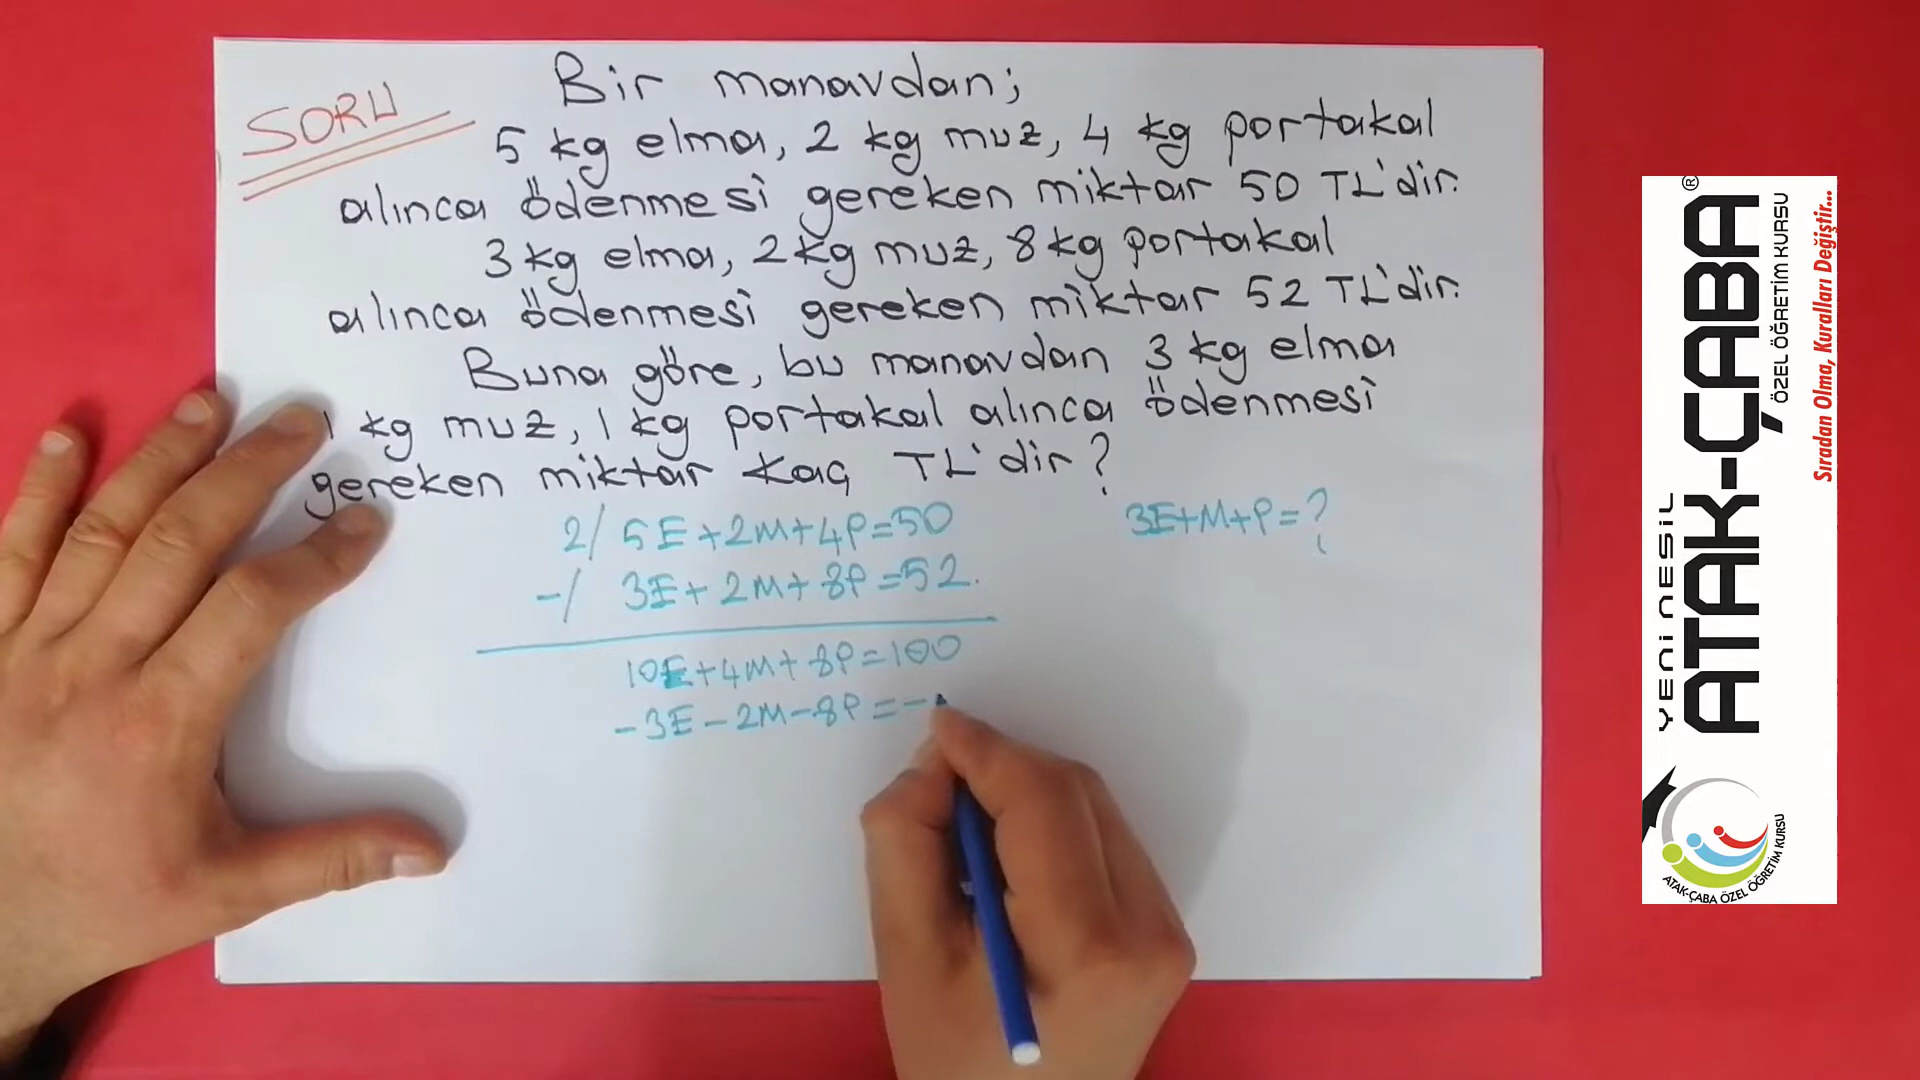 SORU
Bir manavdan;
5 kg elma, 2 kg muz, 4 kg portakal
alınca ödenmesi gereken miktar 50 TL'dir.
3 kg elma, 2 kg muz, 8 kg portakal
alınca ödenmesi gereken miktar 52 TL'dir.
Buna göre, bu manavdan 3 kg elma
1 kg muz, 1 kg portakal alınca ödenmesi
gereken miktar kaç TL'dir?
2/ 5E+2M+4P=50
3E+M+P=?
-/ 3E+2M+8P=52.
10E+4M+8P=100
-3E-2M-8P=-
YENİ NESİL
ATAK-ÇABA®
ÖZEL ÖĞRETİM KURSU
Sıradan Olma, Kuralları Değiştir...
ATAK-ÇABA ÖZEL ÖĞRETİM KURSU